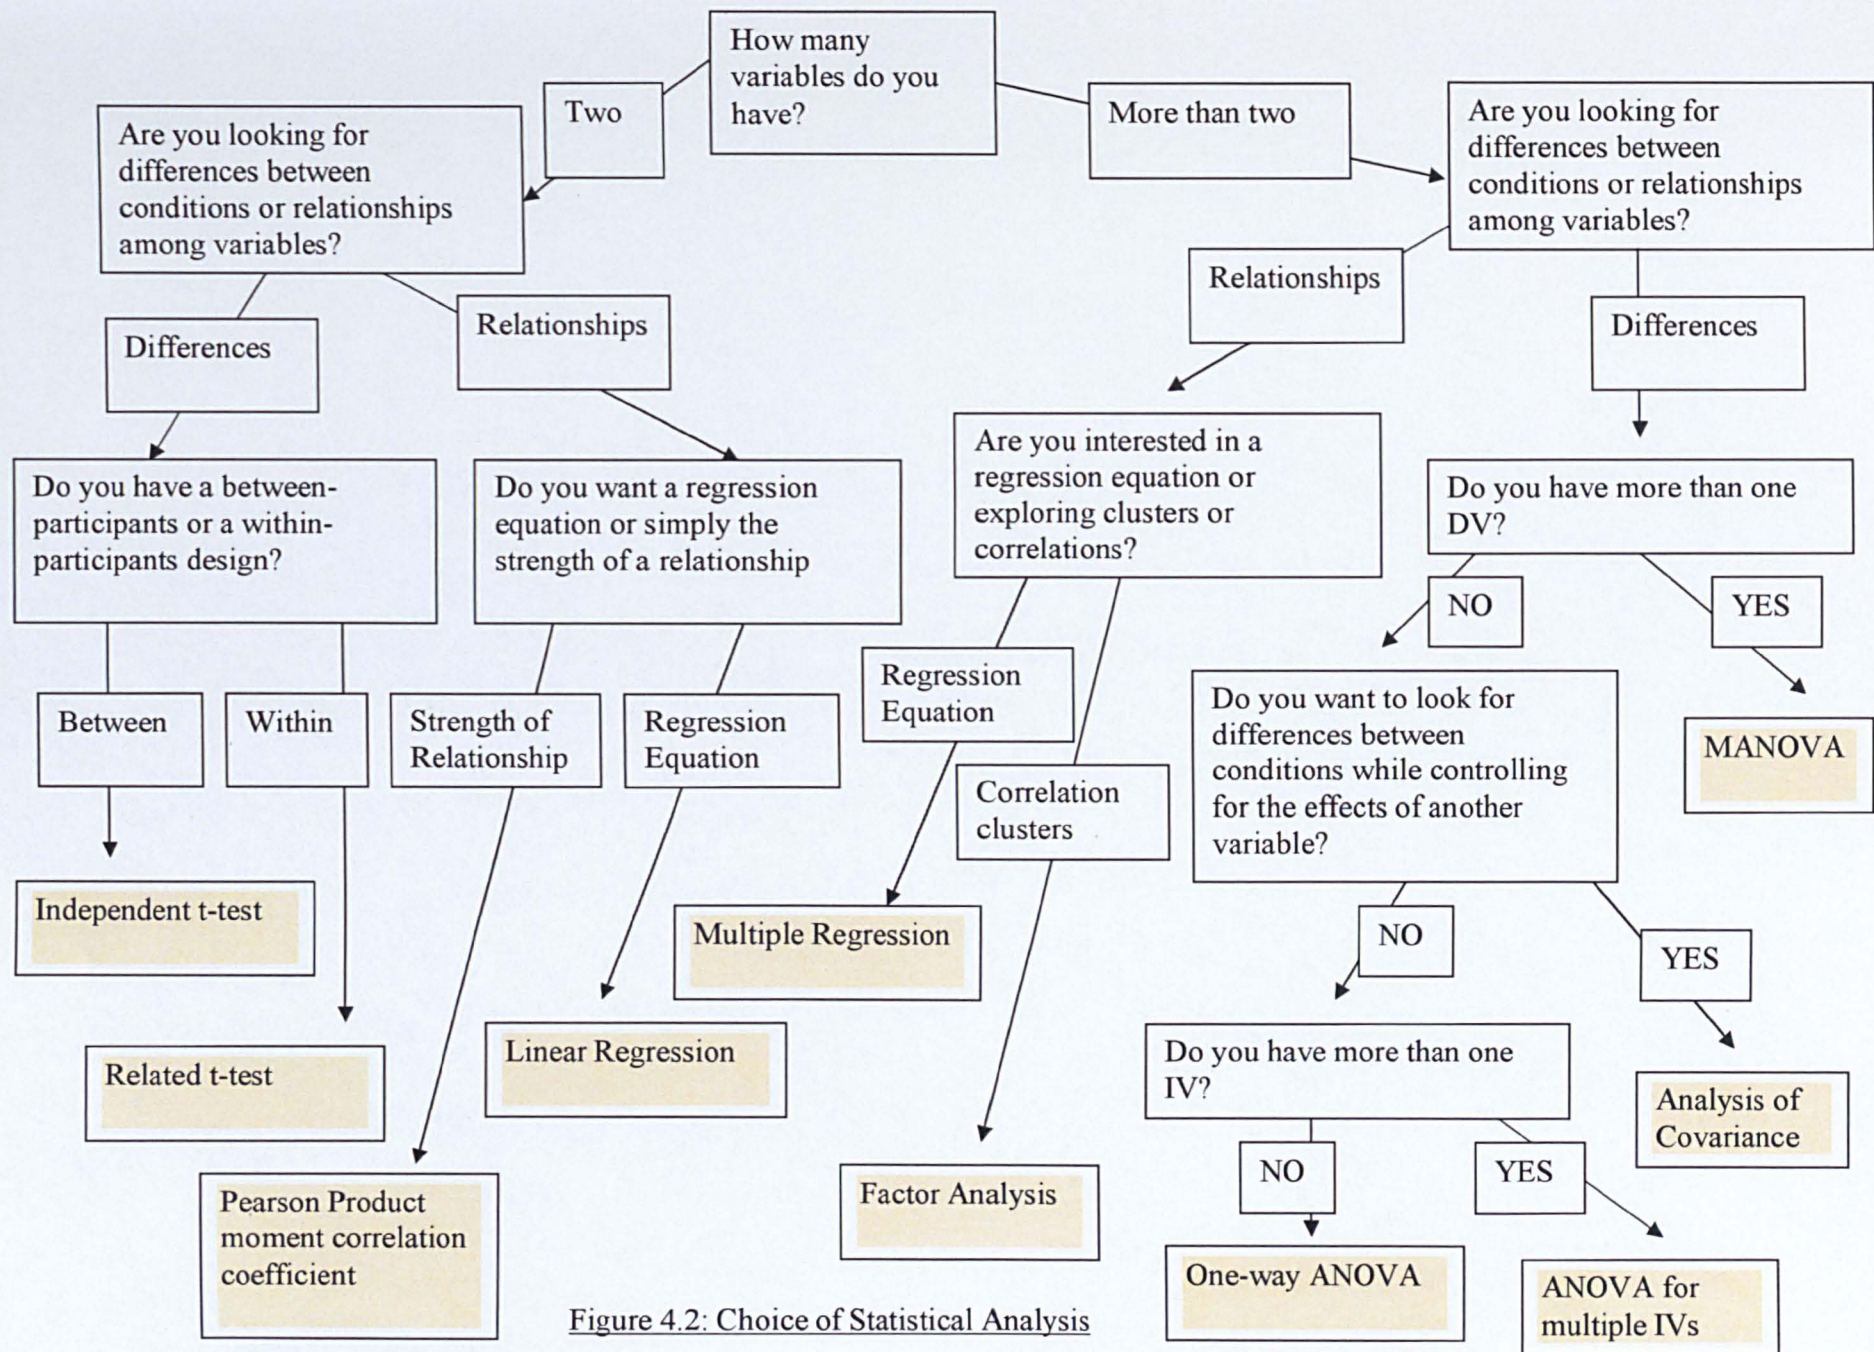 How many
variables do you
have?
Two
More than two
Are you looking for
differences between
conditions or relationships
among variables?
Are you looking for
differences between
conditions or relationships
among variables?
Differences
Relationships
Relationships
Differences
Do you have a between-
participants or a within-
participants design?
Do you want a regression
equation or simply the
strength of a relationship
Are you interested in a
regression equation or
exploring clusters or
correlations?
Do you have more than one
DV?
NO
YES
Between
Within
Strength of
Relationship
Regression
Equation
Regression
Equation
Correlation
clusters
Do you want to look for
differences between
conditions while controlling
for the effects of another
variable?
MANOVA
Independent t-test
Multiple Regression
NO
YES
Related t-test
Linear Regression
Do you have more than one
IV?
Analysis of
Covariance
Pearson Product
moment correlation
coefficient
Factor Analysis
NO
YES
One-way ANOVA
ANOVA for
multiple IVs
Figure 4.2: Choice of Statistical Analysis